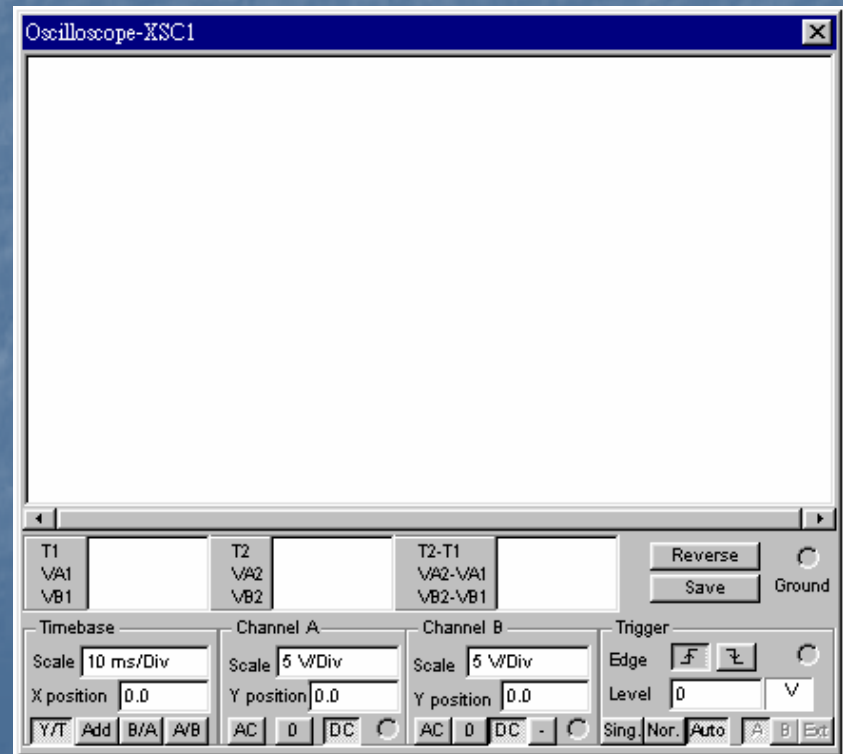 Oscilloscope-XSC1
T1
VA1
VB1
T2
VA2
VB2
T2-T1
VA2-VA1
VB2-VB1
Reverse
Save
Ground
Timebase
Scale 10 ms/Div
X position 0.0
Y/T Add B/A A/B
Channel A
Scale 5 V/Div
Y position 0.0
AC 0 DC
Channel B
Scale 5 V/Div
Y position 0.0
AC 0 DC -
Trigger
Edge
Level 0 V
Sing. Nor. Auto A B Ext